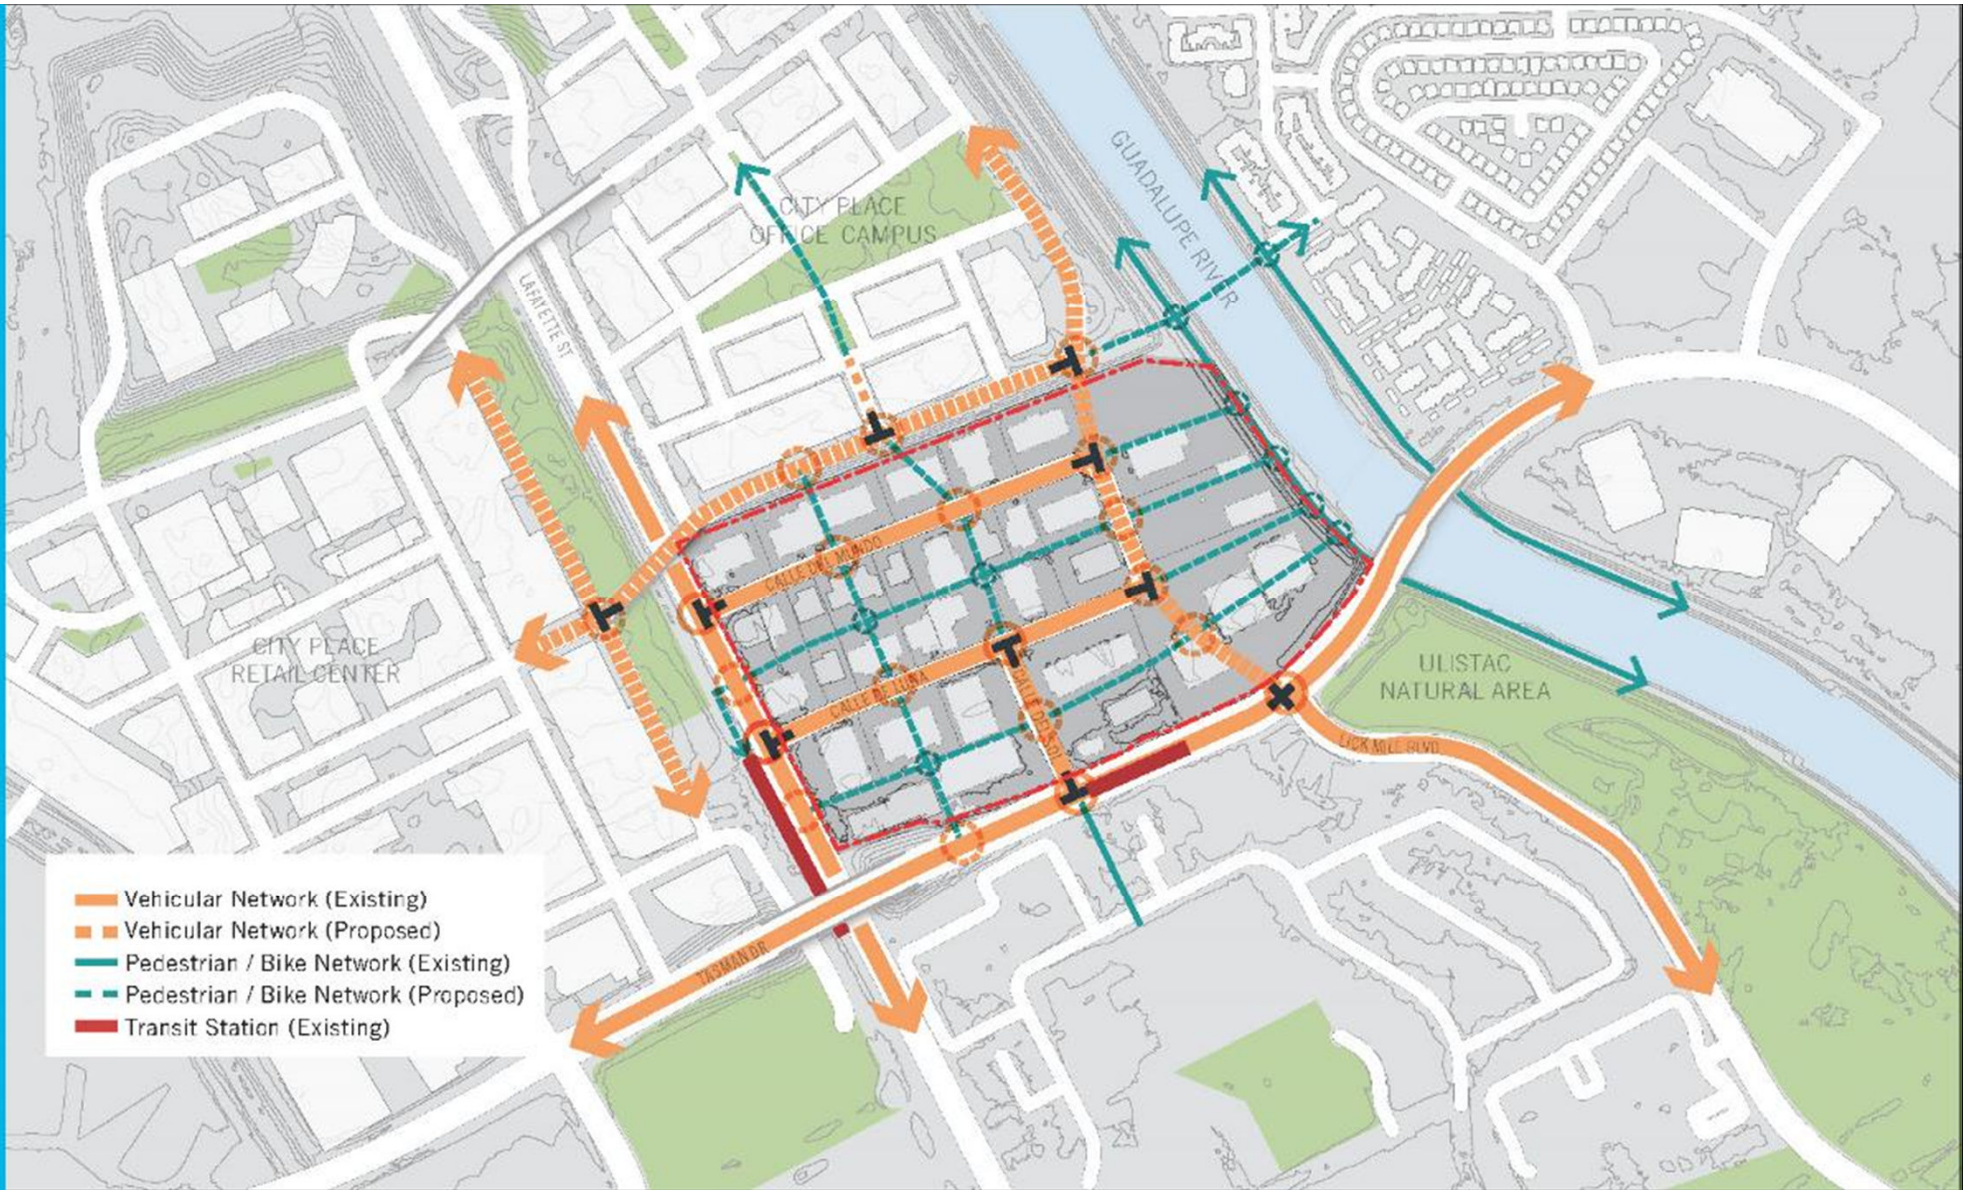 GUADALUPE RIVER
CITY PLACE
OFFICE CAMPUS
LAFAYETTE ST
CALLE DEL MUNDO
CITY PLACE
RETAIL CENTER
CALLE DE LUNA
CALLE DEL SOL
ULISTAC
NATURAL AREA
LICK MILL BLVD
TASMAN DR
Vehicular Network (Existing)
Vehicular Network (Proposed)
Pedestrian / Bike Network (Existing)
Pedestrian / Bike Network (Proposed)
Transit Station (Existing)